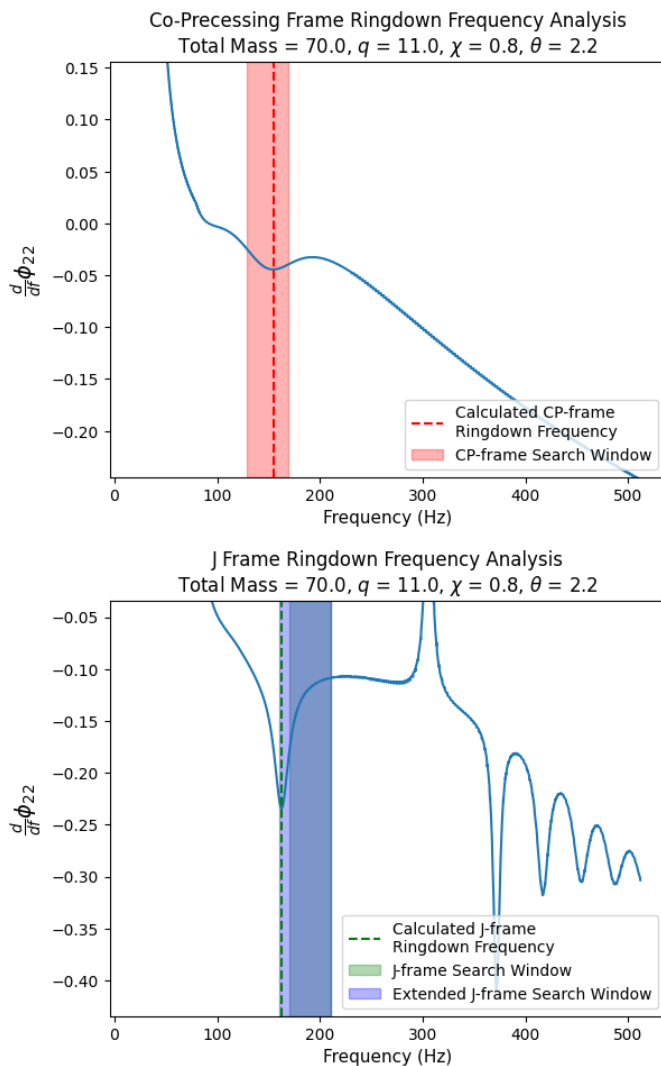 Co-Precessing Frame Ringdown Frequency Analysis
Total Mass = 70.0, q = 11.0, χ = 0.8, θ = 2.2
0.15
0.10
0.05
0.00
−0.05
−0.10
−0.15
−0.20
d/df ϕ22
Calculated CP-frame
Ringdown Frequency
CP-frame Search Window
0 100 200 300 400 500
Frequency (Hz)
J Frame Ringdown Frequency Analysis
Total Mass = 70.0, q = 11.0, χ = 0.8, θ = 2.2
−0.05
−0.10
−0.15
−0.20
−0.25
−0.30
−0.35
−0.40
d/df ϕ22
Calculated J-frame
Ringdown Frequency
J-frame Search Window
Extended J-frame Search Window
0 100 200 300 400 500
Frequency (Hz)